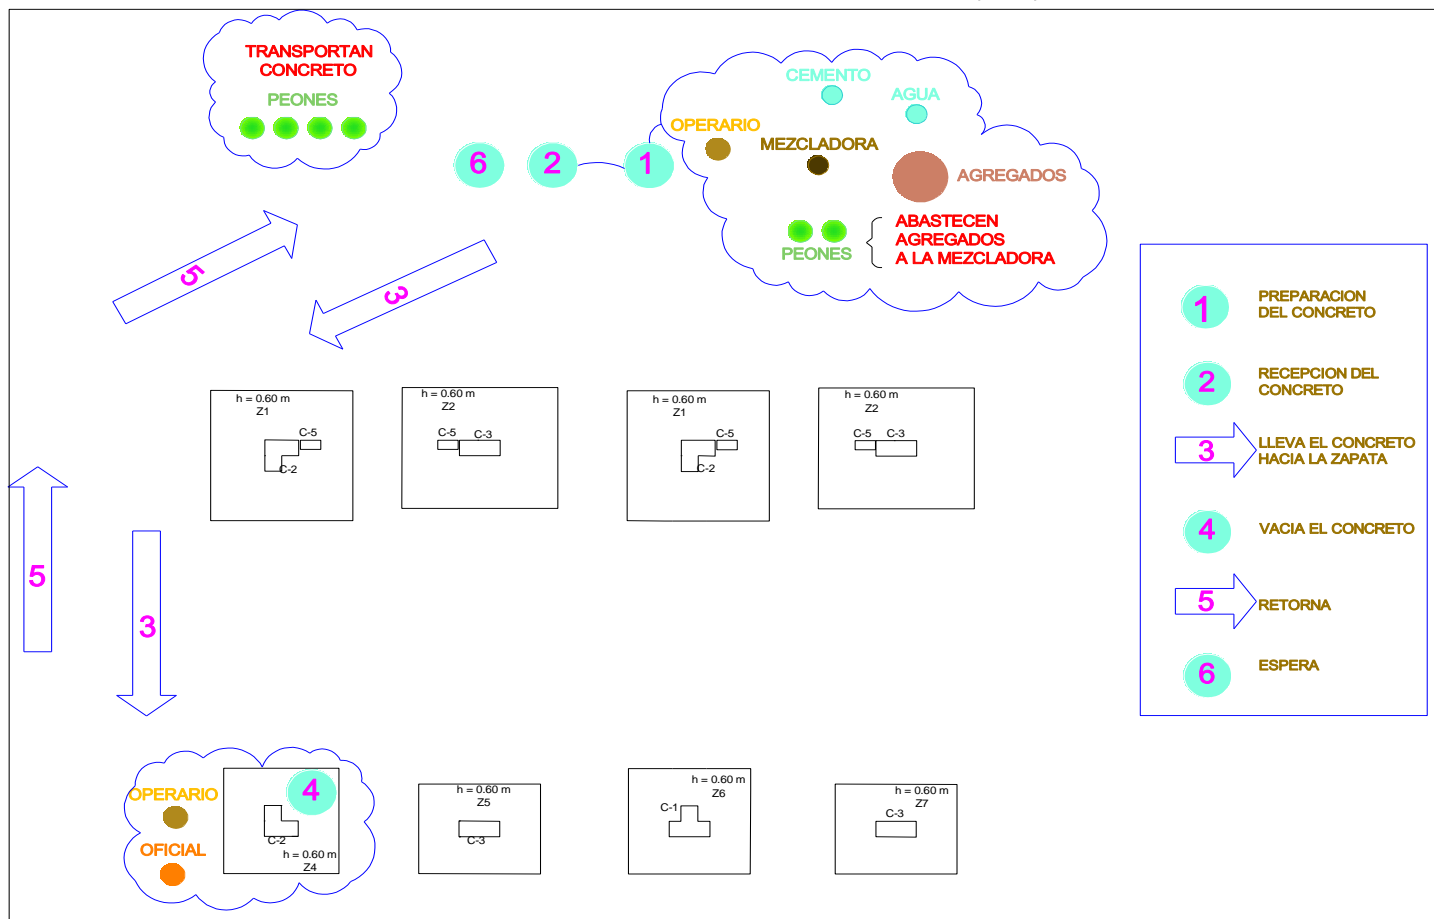 TRANSPORTAN
CONCRETO
PEONES
CEMENTO
AGUA
OPERARIO
MEZCLADORA
AGREGADOS
6
2
1
ABASTECEN
AGREGADOS
A LA MEZCLADORA
PEONES
5
3
1
PREPARACION
DEL CONCRETO
2
RECEPCION DEL
CONCRETO
3
LLEVA EL CONCRETO
HACIA LA ZAPATA
4
VACIA EL CONCRETO
5
RETORNA
6
ESPERA
h = 0.60 m
Z1
C-5
C-2
h = 0.60 m
Z2
C-5
C-3
h = 0.60 m
Z1
C-5
C-2
h = 0.60 m
Z2
C-5
C-3
5
3
OPERARIO
OFICIAL
4
C-2
h = 0.60 m
Z4
h = 0.60 m
Z5
C-3
h = 0.60 m
Z6
C-1
h = 0.60 m
Z7
C-3